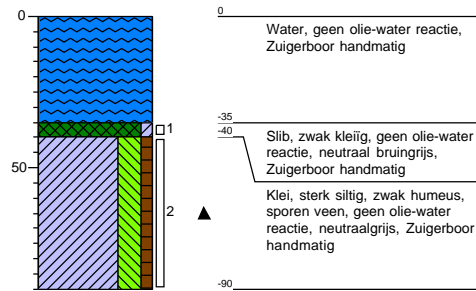 0
50
1
2
0
Water, geen olie-water reactie,
Zuigerboor handmatig
-35
-40
Slib, zwak kleiïg, geen olie-water
reactie, neutraal bruingrijs,
Zuigerboor handmatig
Klei, sterk siltig, zwak humeus,
sporen veen, geen olie-water
reactie, neutraalgrijs, Zuigerboor
handmatig
-90